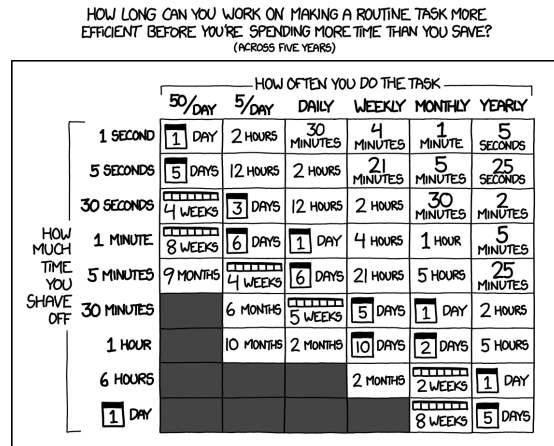 HOW LONG CAN YOU WORK ON MAKING A ROUTINE TASK MORE
EFFICIENT BEFORE YOU'RE SPENDING MORE TIME THAN YOU SAVE?
(ACROSS FIVE YEARS)
HOW OFTEN YOU DO THE TASK
50/DAY 5/DAY DAILY WEEKLY MONTHLY YEARLY
HOW MUCH TIME YOU SHAVE OFF
1 SECOND 1 DAY 2 HOURS 30 MINUTES 4 MINUTES 1 MINUTE 5 SECONDS
5 SECONDS 5 DAYS 12 HOURS 2 HOURS 21 MINUTES 5 MINUTES 25 SECONDS
30 SECONDS 4 WEEKS 3 DAYS 12 HOURS 2 HOURS 30 MINUTES 2 MINUTES
1 MINUTE 8 WEEKS 6 DAYS 1 DAY 4 HOURS 1 HOUR 5 MINUTES
5 MINUTES 9 MONTHS 4 WEEKS 6 DAYS 21 HOURS 5 HOURS 25 MINUTES
30 MINUTES 6 MONTHS 5 WEEKS 5 DAYS 1 DAY 2 HOURS
1 HOUR 10 MONTHS 2 MONTHS 10 DAYS 2 DAYS 5 HOURS
6 HOURS 2 MONTHS 2 WEEKS 1 DAY
1 DAY 8 WEEKS 5 DAYS